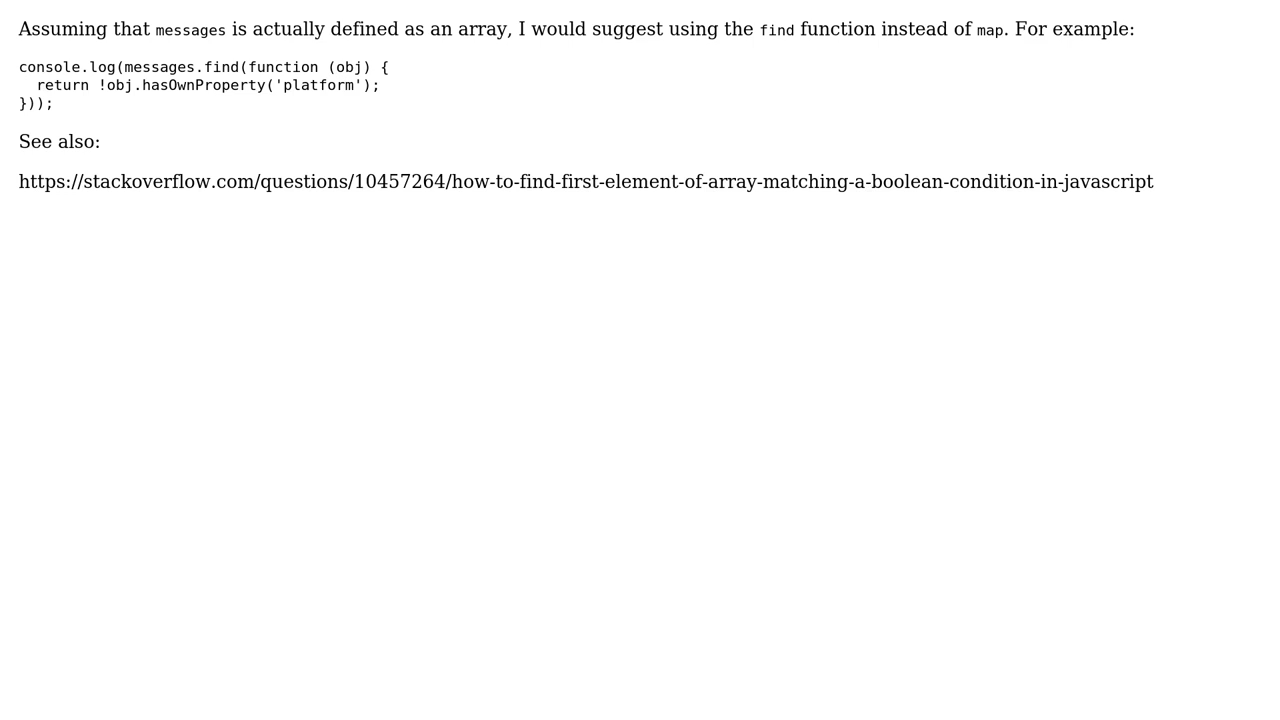 Assuming that messages is actually defined as an array, I would suggest using the find function instead of map. For example:
console.log(messages.find(function (obj) {
  return !obj.hasOwnProperty('platform');
}));
See also:
https://stackoverflow.com/questions/10457264/how-to-find-first-element-of-array-matching-a-boolean-condition-in-javascript